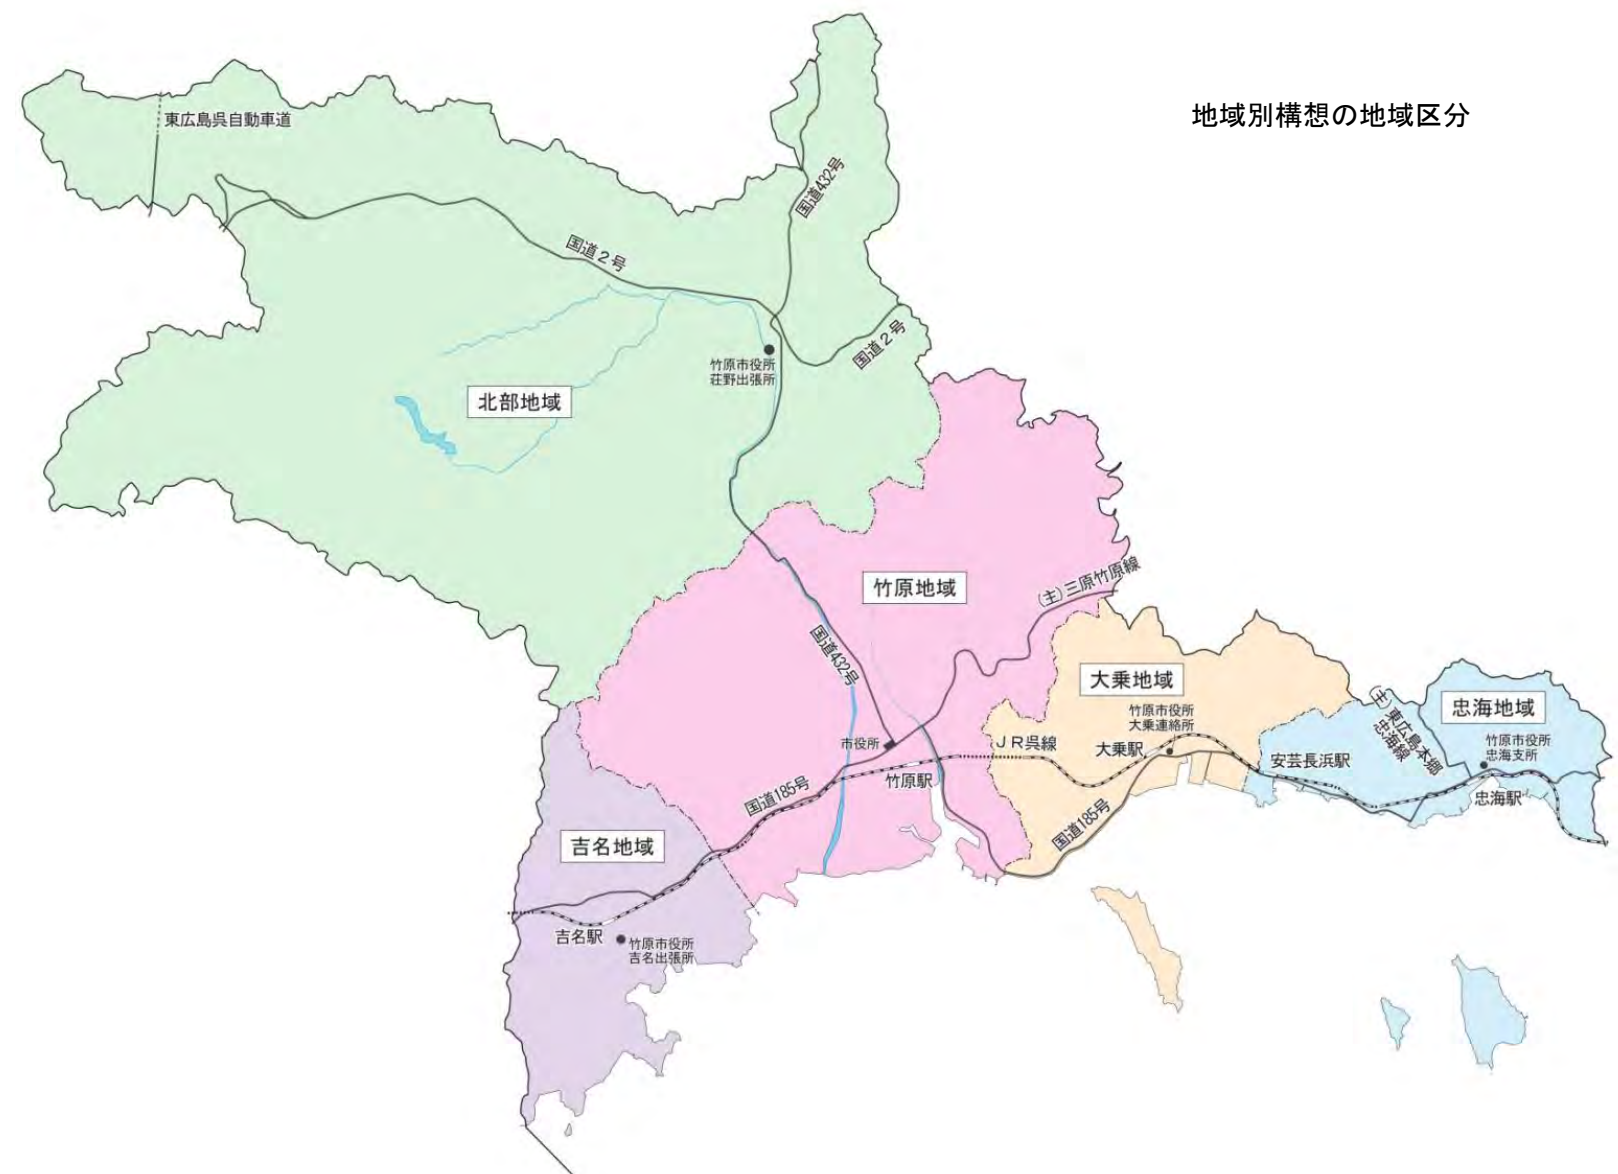 地域別構想の地域区分
東広島呉自動車道
国道432号
国道２号
国道２号
竹原市役所
荘野出張所
北部地域
竹原地域
(主)三原竹原線
国道432号
大乗地域
竹原市役所
大乗連絡所
忠海地域
(主)東広島本郷
忠海線
竹原市役所
忠海支所
市役所
ＪＲ呉線
大乗駅
安芸長浜駅
竹原駅
忠海駅
国道185号
国道185号
吉名地域
吉名駅
竹原市役所
吉名出張所